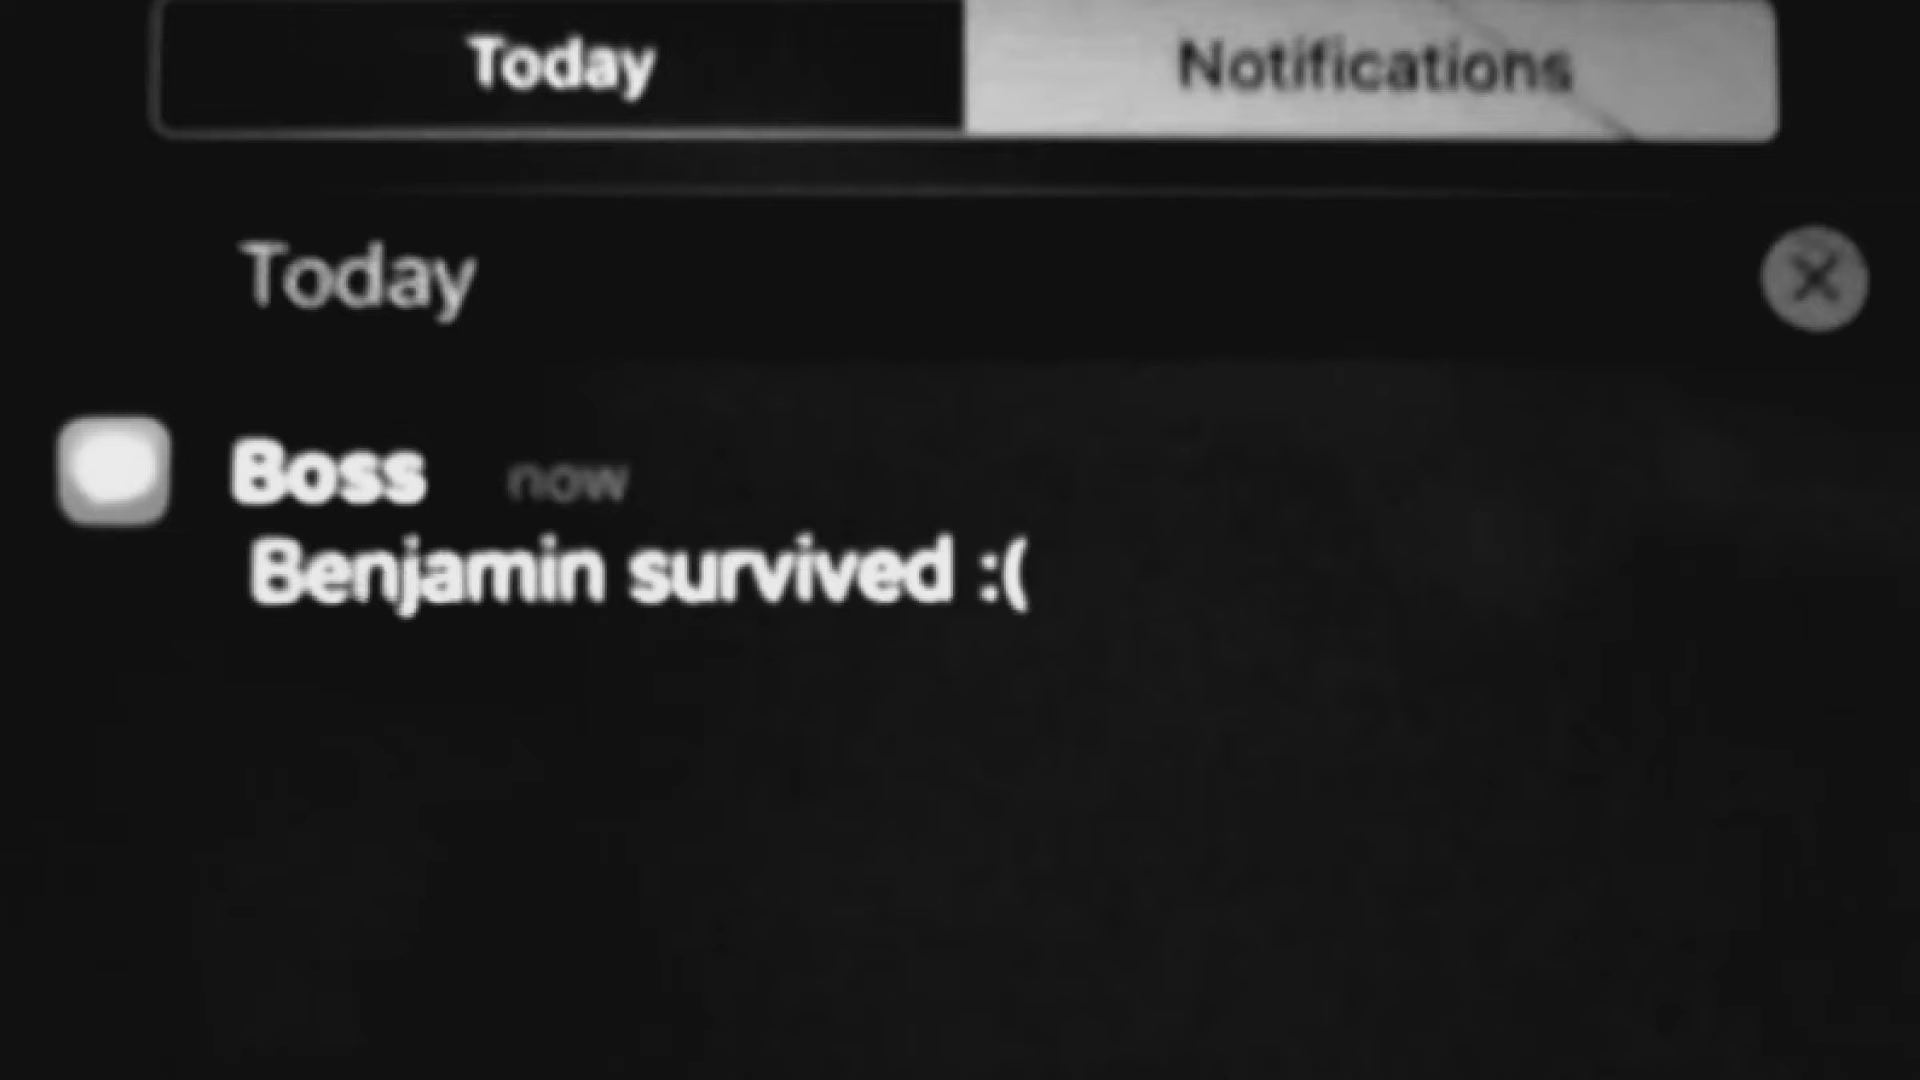 Today
Notifications
Today
Boss now
Benjamin survived :(